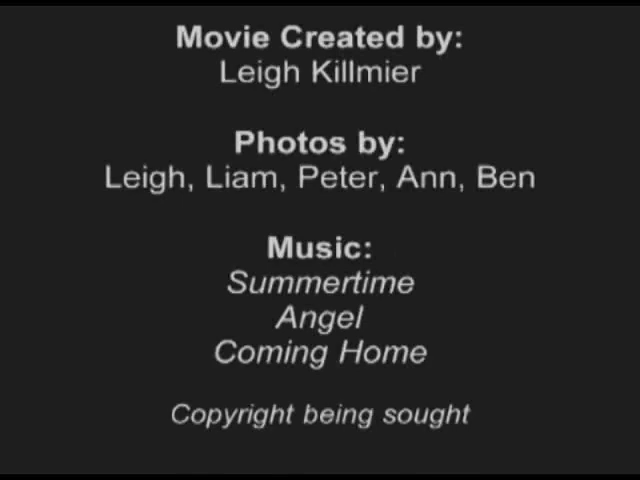 Movie Created by:
Leigh Killmier
Photos by:
Leigh, Liam, Peter, Ann, Ben
Music:
Summertime
Angel
Coming Home
Copyright being sought